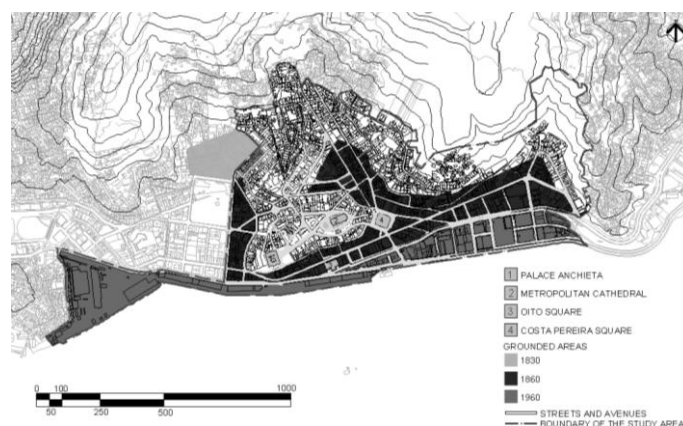 1 PALACE ANCHIETA
2 METROPOLITAN CATHEDRAL
3 OITO SQUARE
4 COSTA PEREIRA SQUARE
GROUNDED AREAS
1830
1860
1960
STREETS AND AVENUES
BOUNDARY OF THE STUDY AREA
0 100 1000
50 250 500